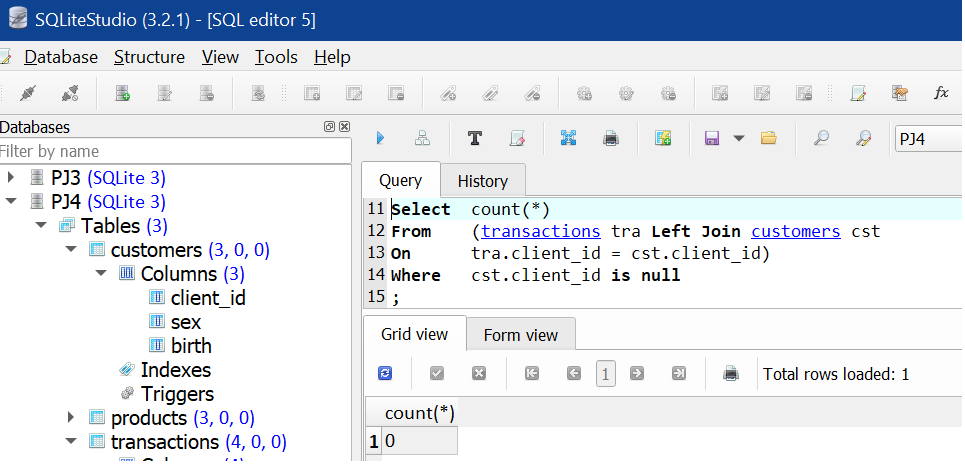 SQLiteStudio (3.2.1) - [SQL editor 5]
Database Structure View Tools Help
Databases
Filter by name
PJ3 (SQLite 3)
PJ4 (SQLite 3)
Tables (3)
customers (3, 0, 0)
Columns (3)
client_id
sex
birth
Indexes
Triggers
products (3, 0, 0)
transactions (4, 0, 0)
PJ4
Query History
11 Select count(*)
12 From (transactions tra Left Join customers cst
13 On tra.client_id = cst.client_id)
14 Where cst.client_id is null
15 ;
Grid view Form view
1 Total rows loaded: 1
count(*)
1 0